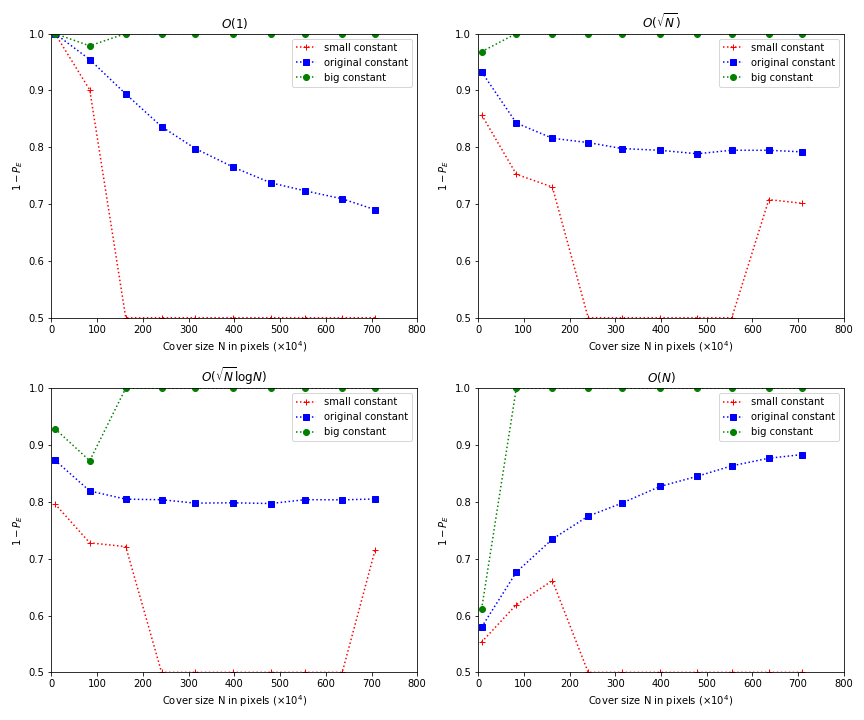 O(1)
1.0
0.9
0.8
0.7
0.6
0.5
1 − P_E
0 100 200 300 400 500 600 700 800
Cover size N in pixels (×10⁴)
small constant
original constant
big constant
O(√N)
1.0
0.9
0.8
0.7
0.6
0.5
1 − P_E
0 100 200 300 400 500 600 700 800
Cover size N in pixels (×10⁴)
small constant
original constant
big constant
O(√N logN)
1.0
0.9
0.8
0.7
0.6
0.5
1 − P_E
0 100 200 300 400 500 600 700 800
Cover size N in pixels (×10⁴)
small constant
original constant
big constant
O(N)
1.0
0.9
0.8
0.7
0.6
0.5
1 − P_E
0 100 200 300 400 500 600 700 800
Cover size N in pixels (×10⁴)
small constant
original constant
big constant